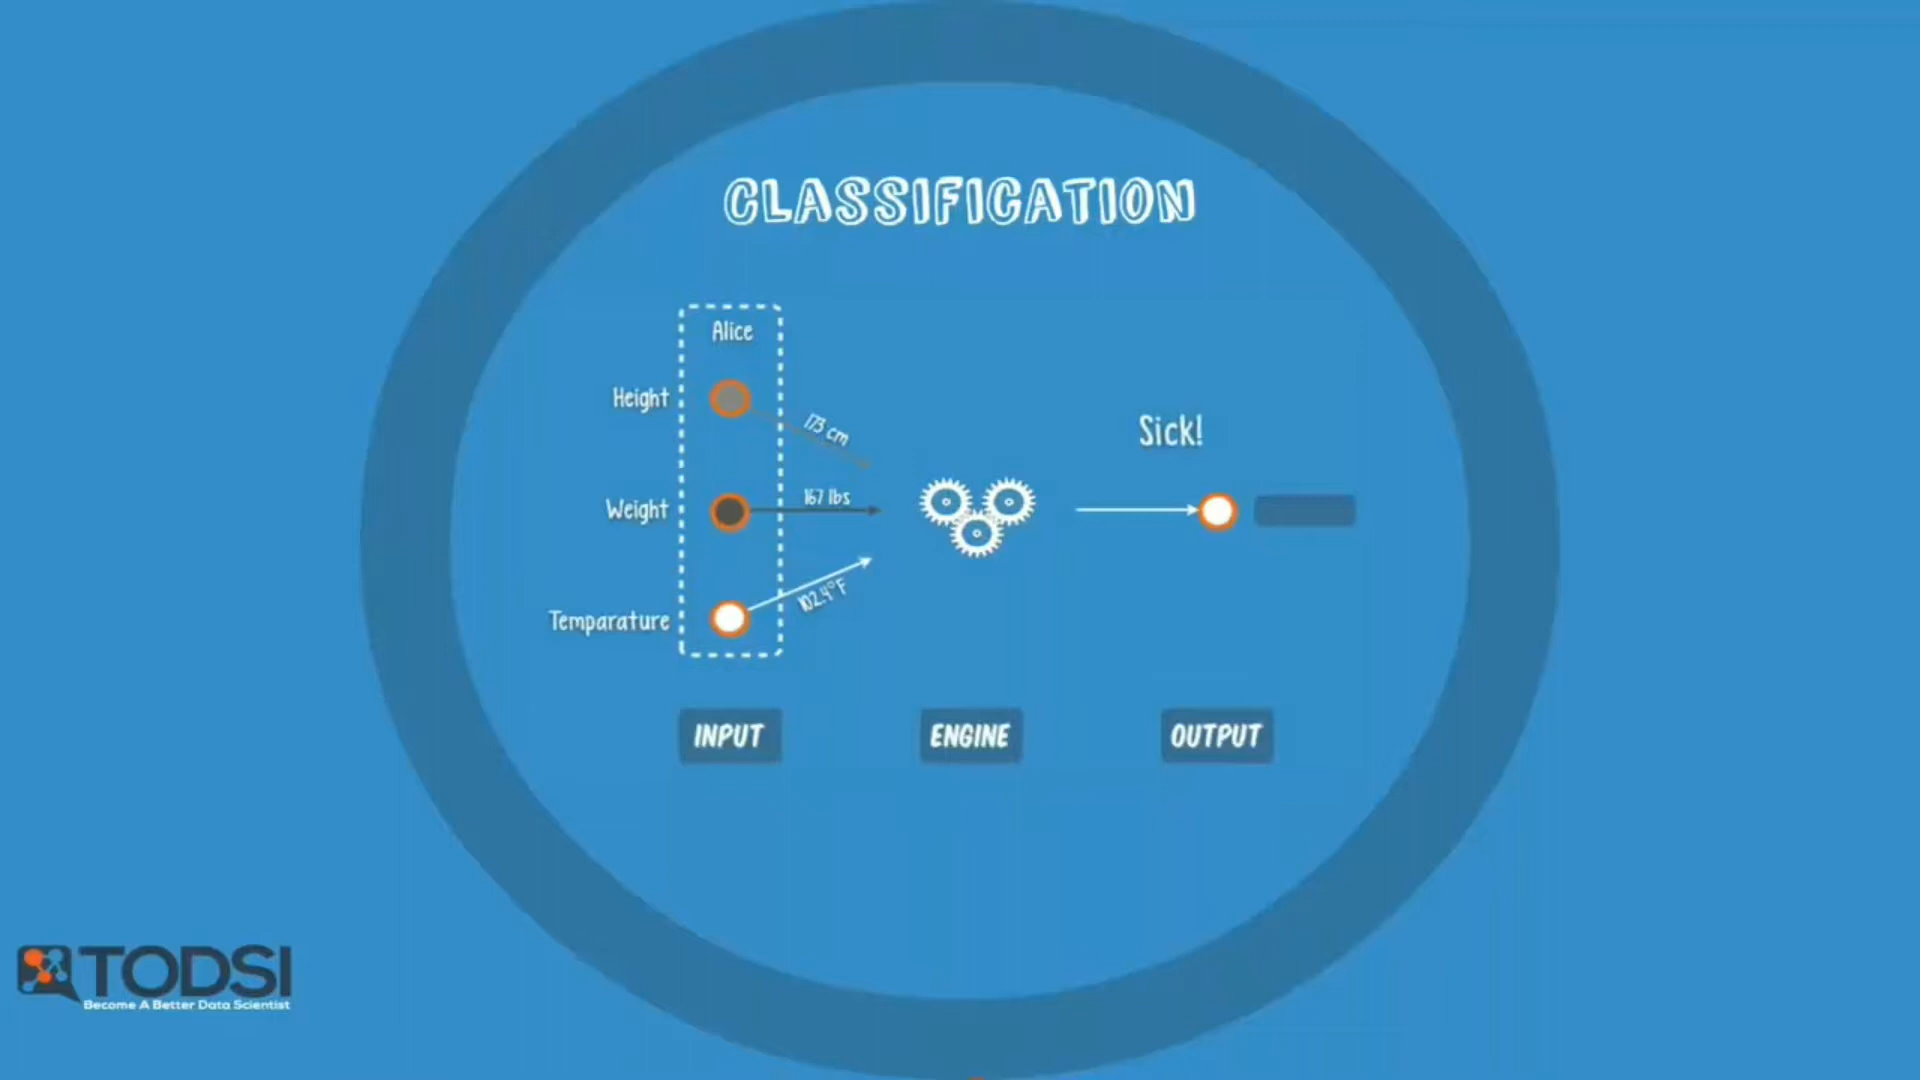 CLASSIFICATION
Alice
Height
173 cm
Sick!
Weight
167 lbs
Temparature
102.4°F
INPUT
ENGINE
OUTPUT
TODSI
Become A Better Data Scientist